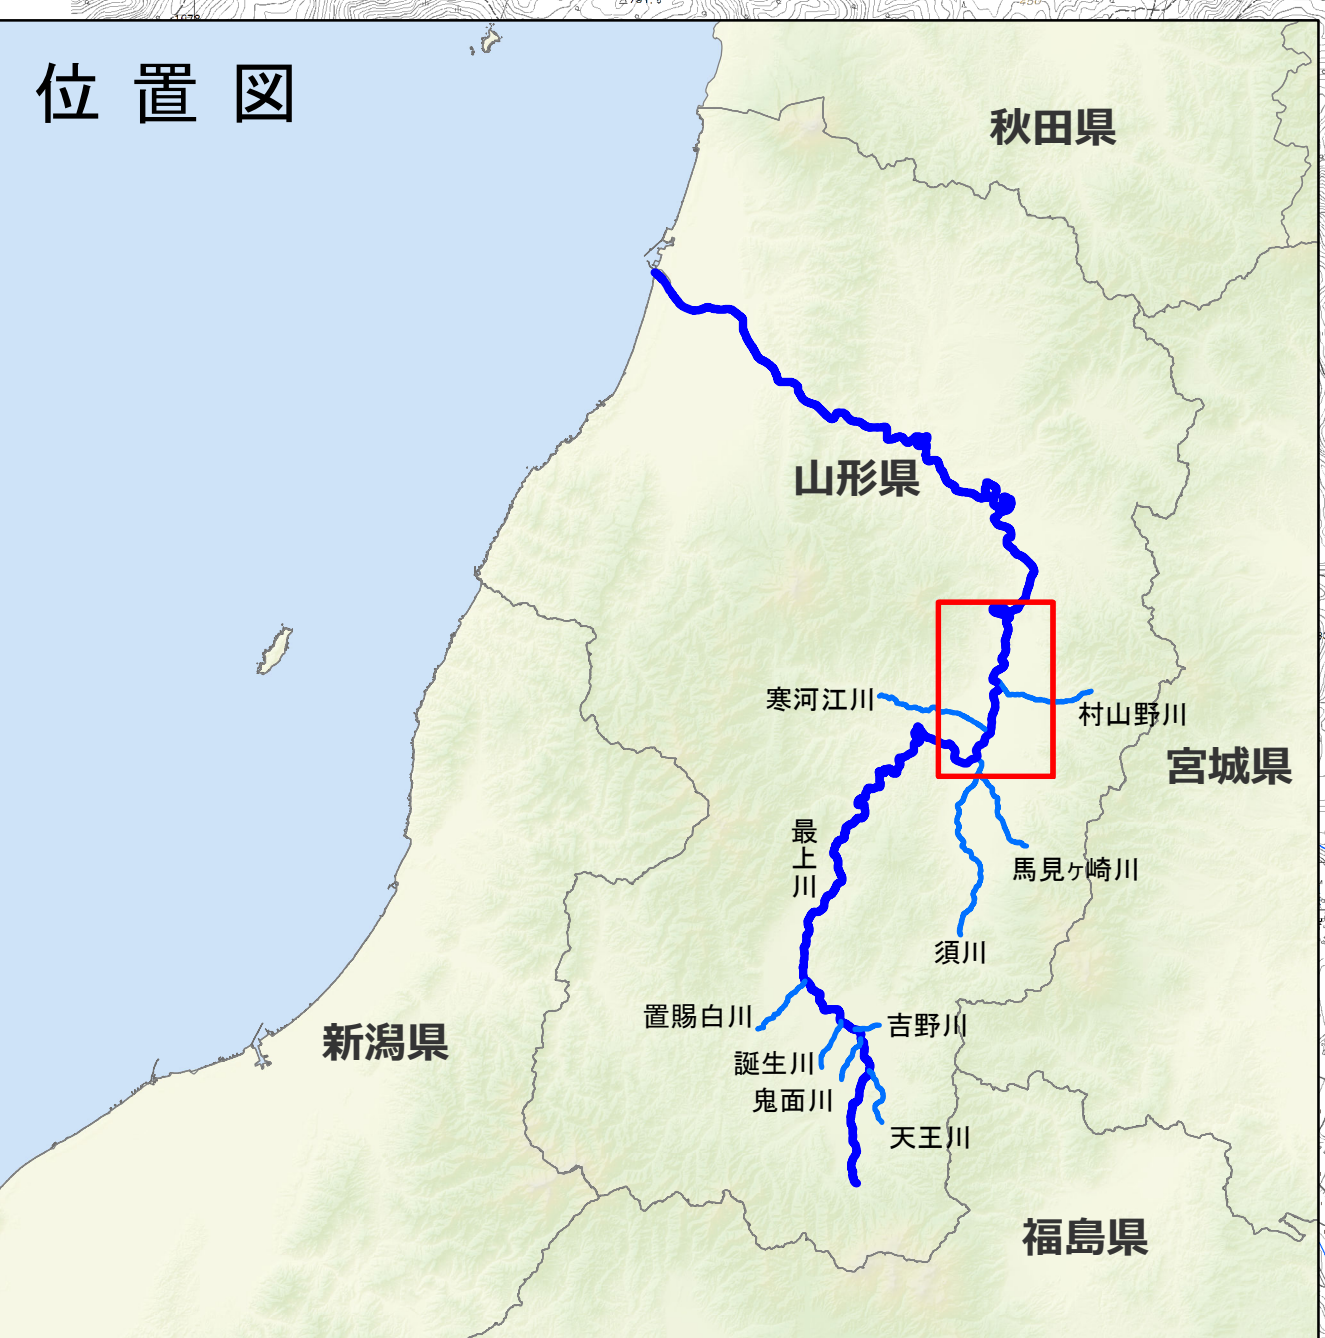 位置図
秋田県
山形県
寒河江川
村山野川
宮城県
最上川
馬見ヶ崎川
須川
置賜白川
吉野川
新潟県
誕生川
鬼面川
天王川
福島県